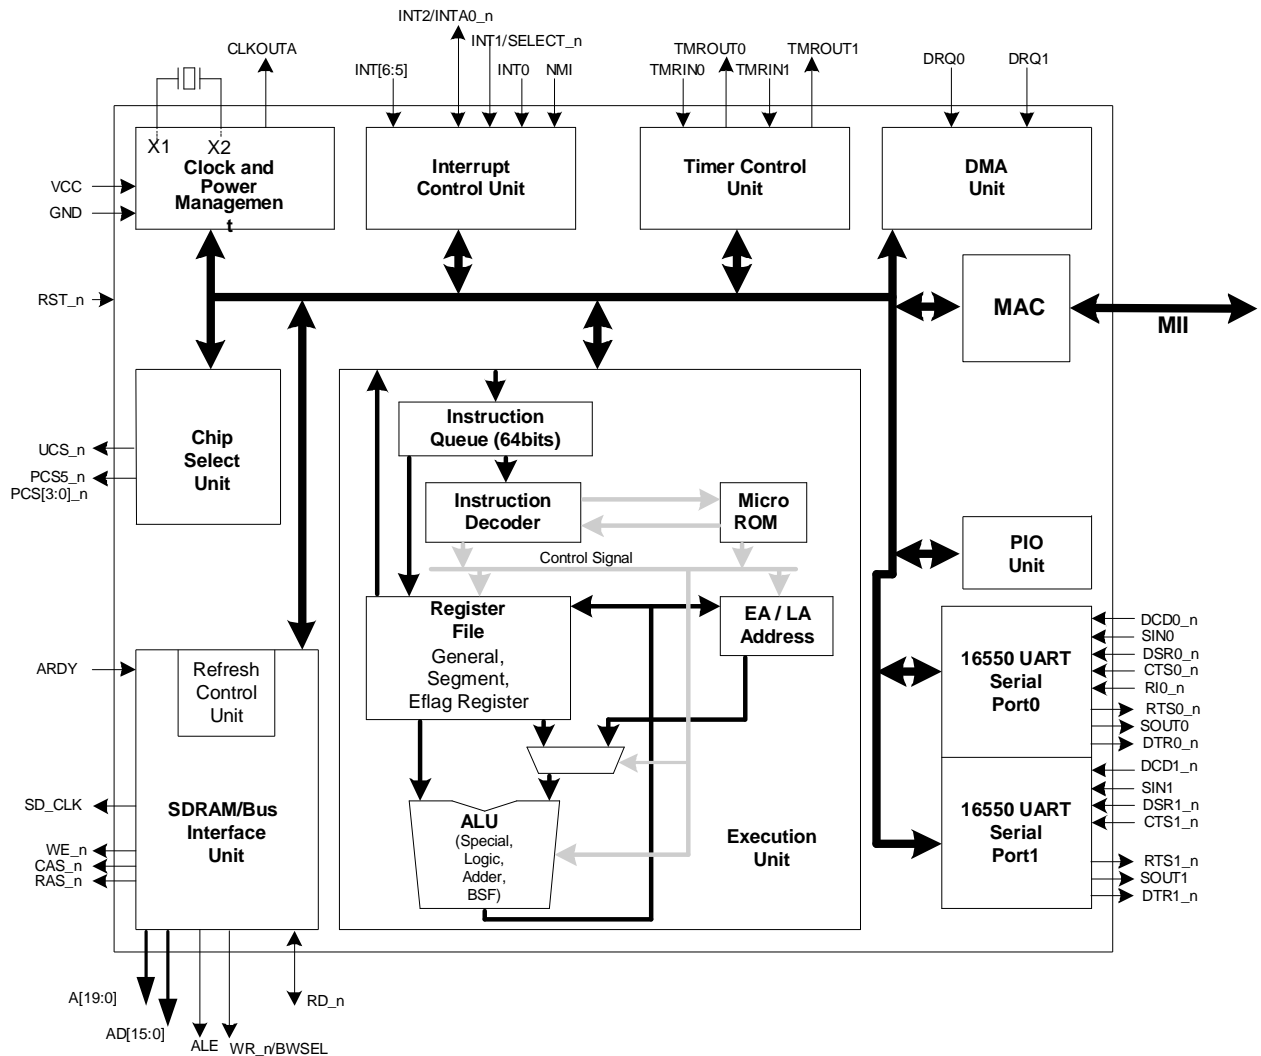 INT2/INTA0_n
CLKOUTA
INT1/SELECT_n
TMROUT0
TMROUT1
INT[6:5]
INT0
NMI
TMRIN0
TMRIN1
DRQ0
DRQ1
X1
X2
Clock and
Power
Managemen
t
Interrupt
Control Unit
Timer Control
Unit
DMA
Unit
VCC
GND
RST_n
MAC
MII
Chip
Select
Unit
UCS_n
PCS5_n
PCS[3:0]_n
Instruction
Queue (64bits)
Instruction
Decoder
Micro
ROM
Control Signal
PIO
Unit
Register
File
General,
Segment,
Eflag Register
EA / LA
Address
ARDY
Refresh
Control
Unit
SDRAM/Bus
Interface
Unit
SD_CLK
WE_n
CAS_n
RAS_n
ALU
(Special,
Logic,
Adder,
BSF)
Execution
Unit
16550 UART
Serial
Port0
DCD0_n
SIN0
DSR0_n
CTS0_n
RI0_n
RTS0_n
SOUT0
DTR0_n
16550 UART
Serial
Port1
DCD1_n
SIN1
DSR1_n
CTS1_n
RTS1_n
SOUT1
DTR1_n
A[19:0]
AD[15:0]
ALE
WR_n/BWSEL
RD_n